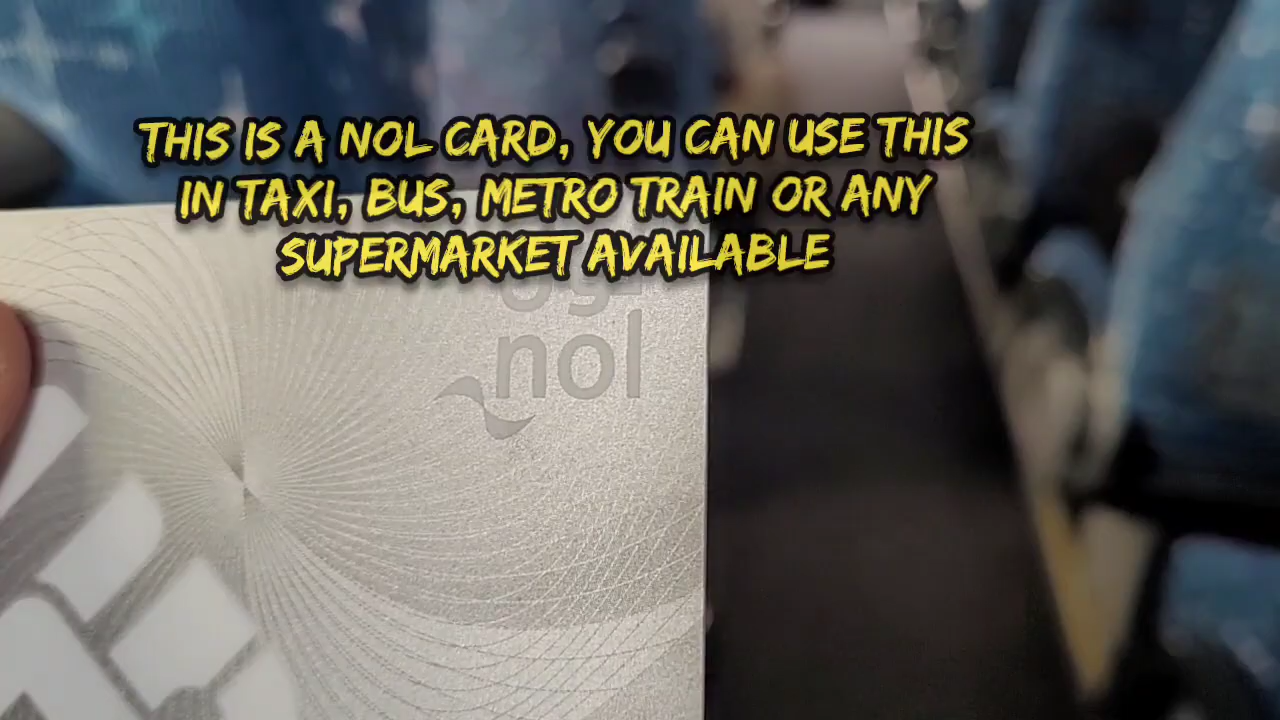 THIS IS A NOL CARD, YOU CAN USE THIS
IN TAXI, BUS, METRO TRAIN OR ANY
SUPERMARKET AVAILABLE
nol